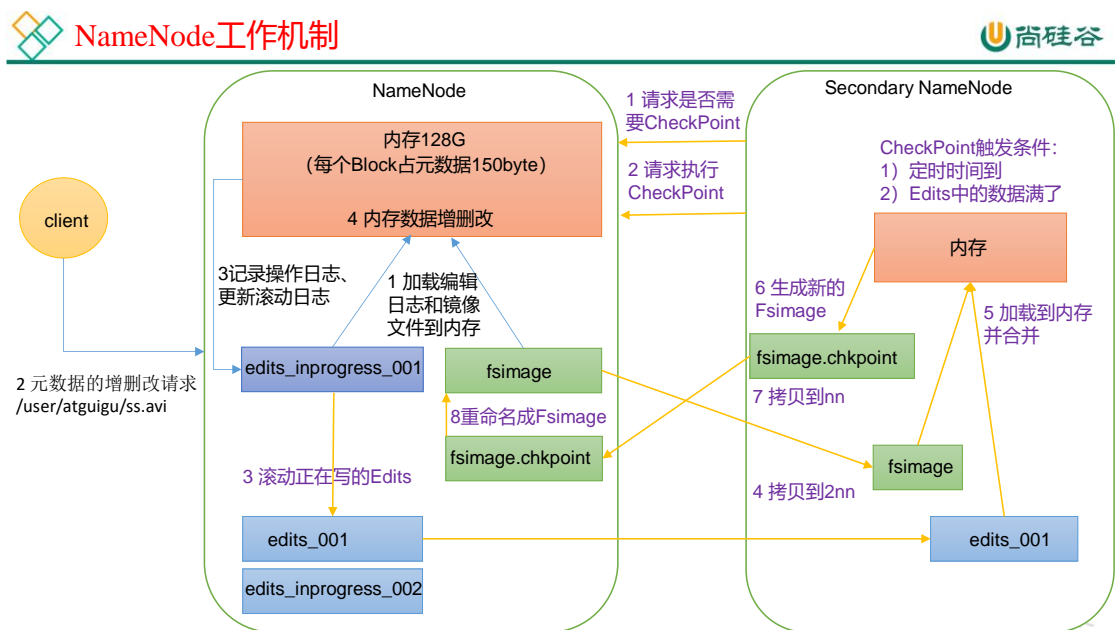 NameNode工作机制
尚硅谷
NameNode
内存128G
（每个Block占元数据150byte）
4 内存数据增删改
client
2 元数据的增删改请求
/user/atguigu/ss.avi
3记录操作日志、
更新滚动日志
1 加载编辑
日志和镜像
文件到内存
edits_inprogress_001
fsimage
8重命名成Fsimage
fsimage.chkpoint
3 滚动正在写的Edits
edits_001
edits_inprogress_002
1 请求是否需
要CheckPoint
2 请求执行
CheckPoint
Secondary NameNode
CheckPoint触发条件：
1）定时时间到
2）Edits中的数据满了
内存
6 生成新的
Fsimage
5 加载到内存
并合并
fsimage.chkpoint
7 拷贝到nn
fsimage
4 拷贝到2nn
edits_001